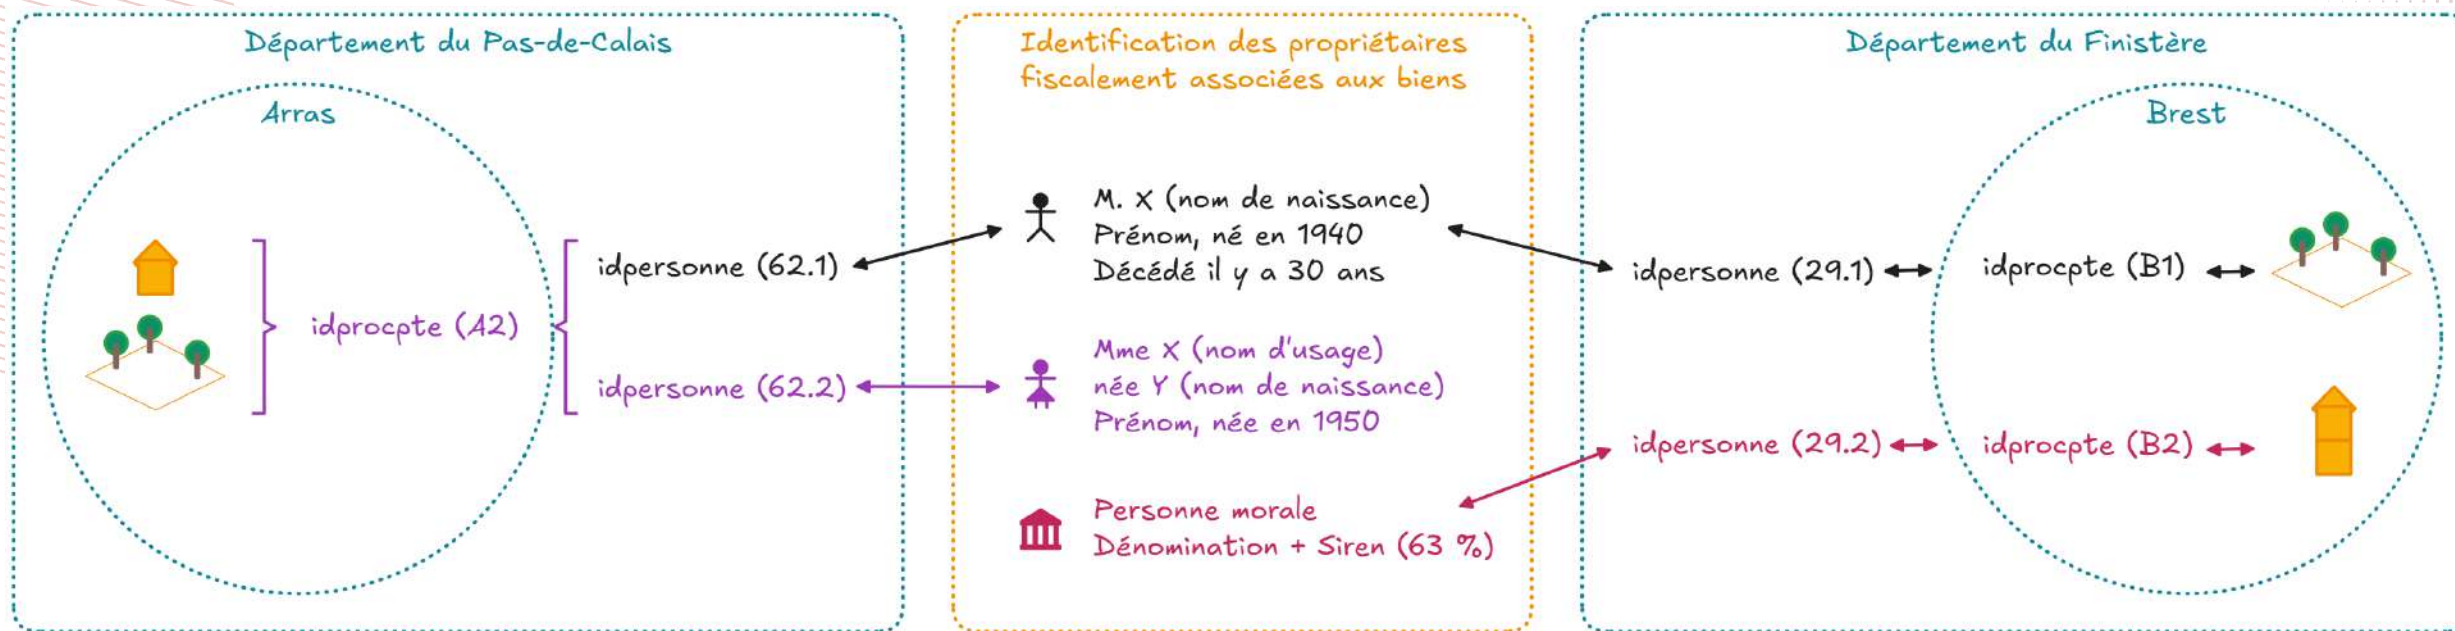 Département du Pas-de-Calais
Arras
idprocpte (A2)
idpersonne (62.1)
idpersonne (62.2)
Identification des propriétaires
fiscalement associées aux biens
M. X (nom de naissance)
Prénom, né en 1940
Décédé il y a 30 ans
Mme X (nom d'usage)
née Y (nom de naissance)
Prénom, née en 1950
Personne morale
Dénomination + Siren (63 %)
Département du Finistère
Brest
idpersonne (29.1)
idprocpte (B1)
idpersonne (29.2)
idprocpte (B2)